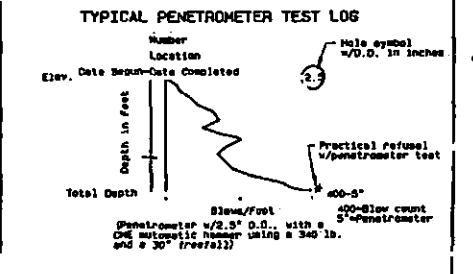 TYPICAL PENETROMETER TEST LOG
Number
Location
Elev. Date Begun-Date Completed
Hole symbol
w/O.D. in inches
2.5
Depth in feet
Practical refusal
w/penetrometer test
Total Depth
400-5"
Blows/Foot
400=Blow count
5"=Penetrometer
(Penetrometer w/2.5" O.D., with a
CME automatic hammer using a 340 lb.
and a 30" freefall)